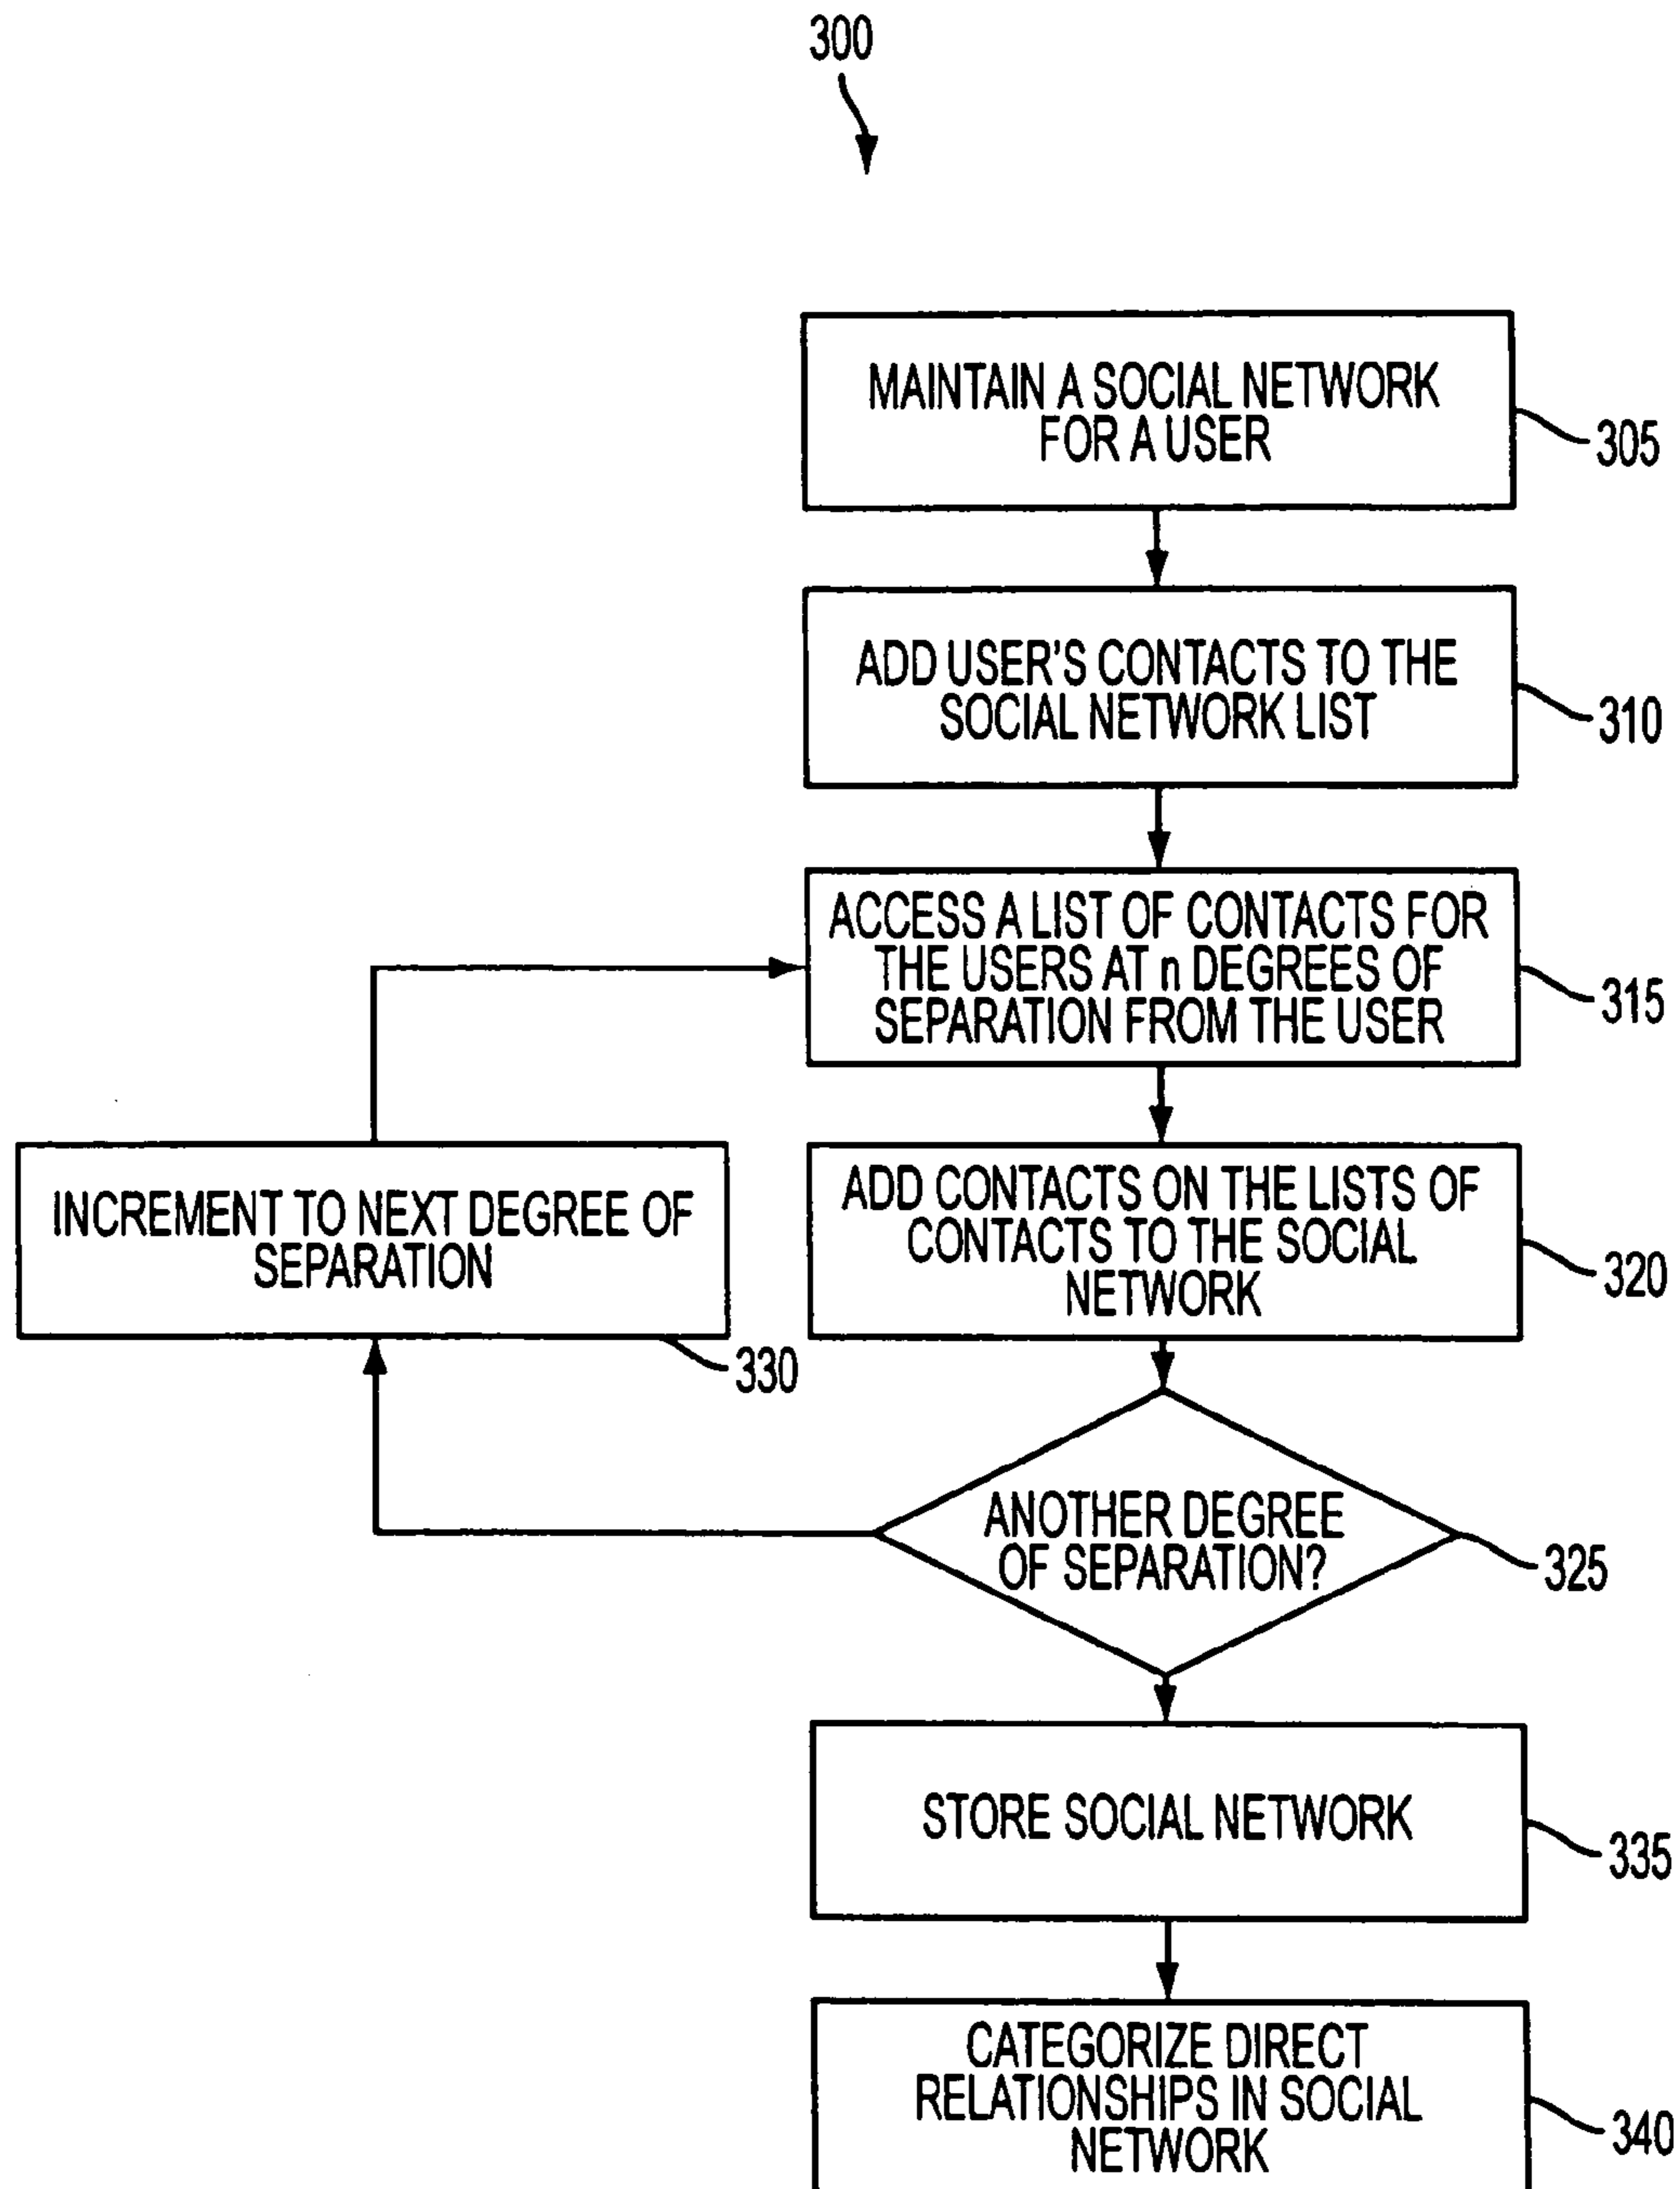 300
MAINTAIN A SOCIAL NETWORK
FOR A USER
305
ADD USER'S CONTACTS TO THE
SOCIAL NETWORK LIST
310
ACCESS A LIST OF CONTACTS FOR
THE USERS AT n DEGREES OF
SEPARATION FROM THE USER
315
ADD CONTACTS ON THE LISTS OF
CONTACTS TO THE SOCIAL
NETWORK
320
INCREMENT TO NEXT DEGREE OF
SEPARATION
330
ANOTHER DEGREE
OF SEPARATION?
325
STORE SOCIAL NETWORK
335
CATEGORIZE DIRECT
RELATIONSHIPS IN SOCIAL
NETWORK
340